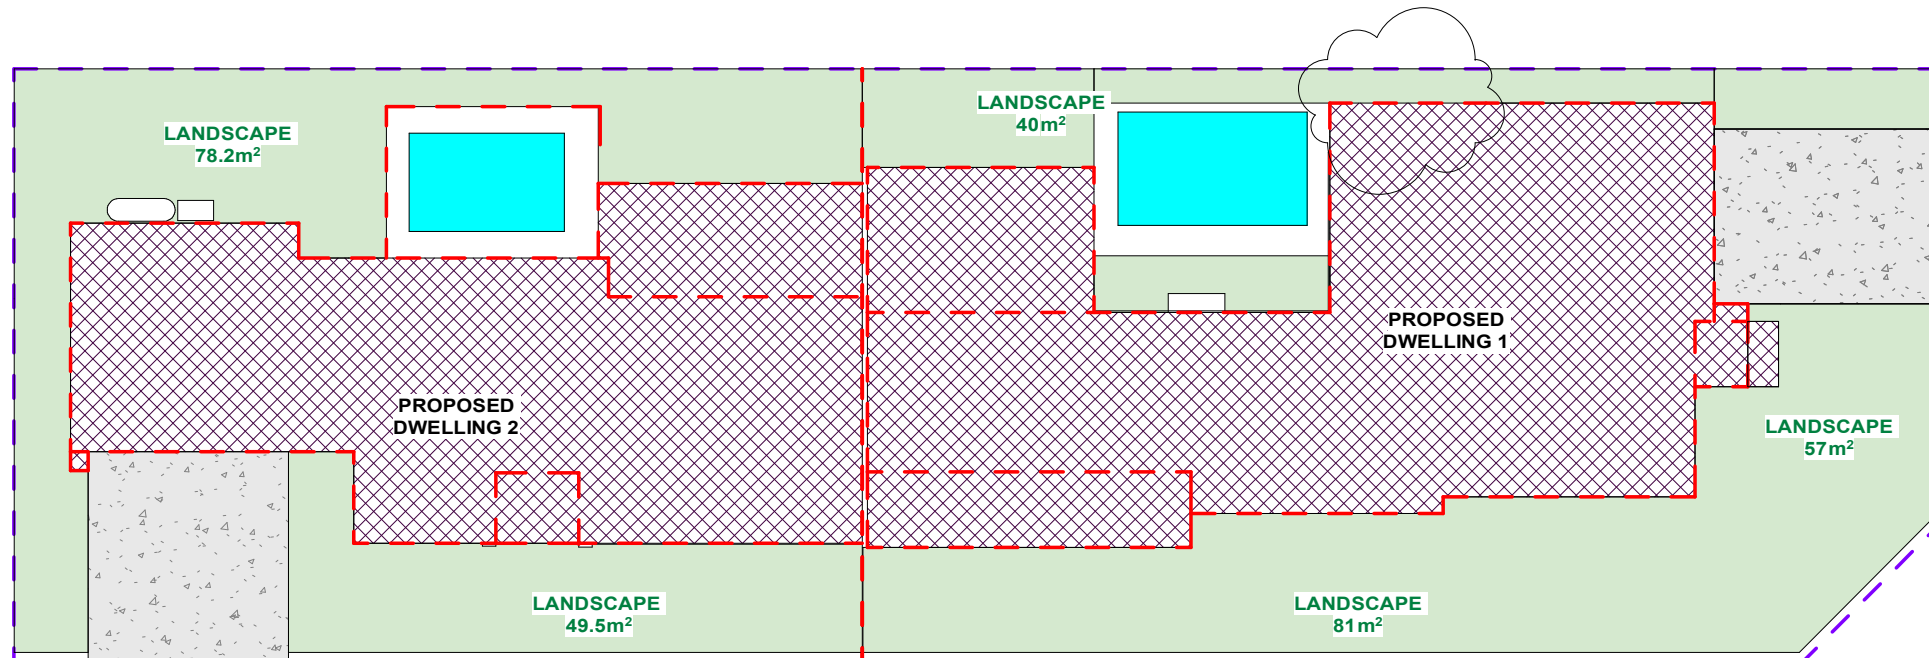 LANDSCAPE
40m²
LANDSCAPE
78.2m²
PROPOSED
DWELLING 1
PROPOSED
DWELLING 2
LANDSCAPE
57m²
LANDSCAPE
49.5m²
LANDSCAPE
81m²